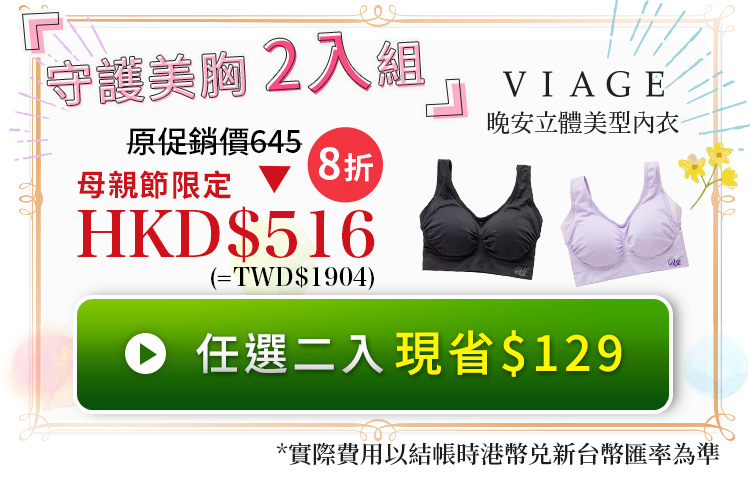 『守護美胸 2入組』
VIAGE
晚安立體美型內衣
原促銷價645
8折
母親節限定
HKD$516
(=TWD$1904)
任選二入 現省$129
*實際費用以結帳時港幣兌新台幣匯率為準